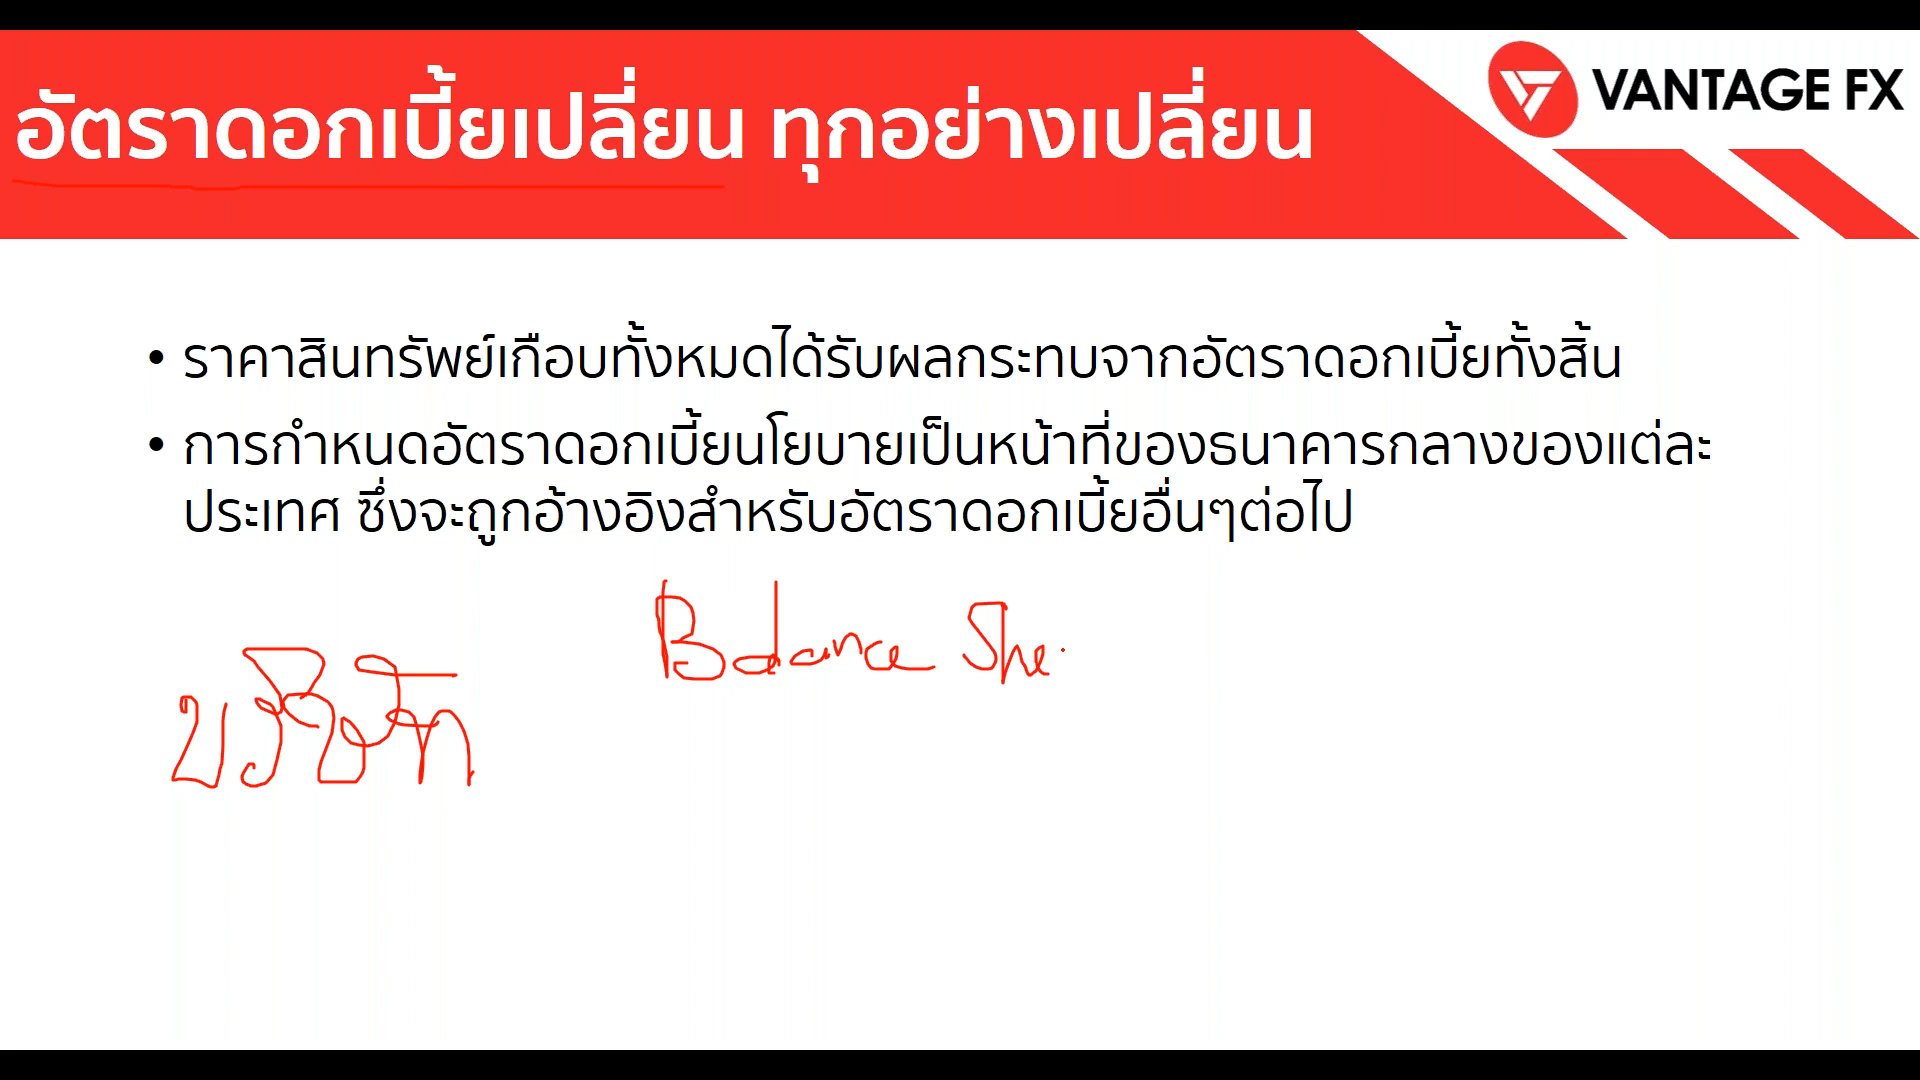 อัตราดอกเบี้ยเปลี่ยน ทุกอย่างเปลี่ยน
VANTAGE FX
• ราคาสินทรัพย์เกือบทั้งหมดได้รับผลกระทบจากอัตราดอกเบี้ยทั้งสิ้น
• การกำหนดอัตราดอกเบี้ยนโยบายเป็นหน้าที่ของธนาคารกลางของแต่ละ
ประเทศ ซึ่งจะถูกอ้างอิงสำหรับอัตราดอกเบี้ยอื่นๆต่อไป
Balance She
บริษัท